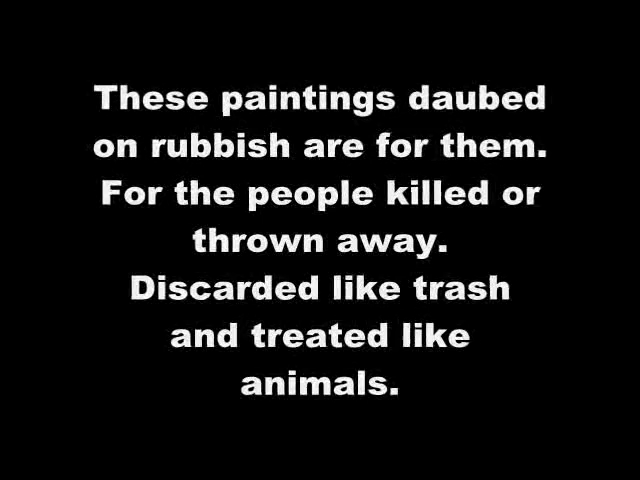 These paintings daubed
on rubbish are for them.
For the people killed or
thrown away.
Discarded like trash
and treated like
animals.